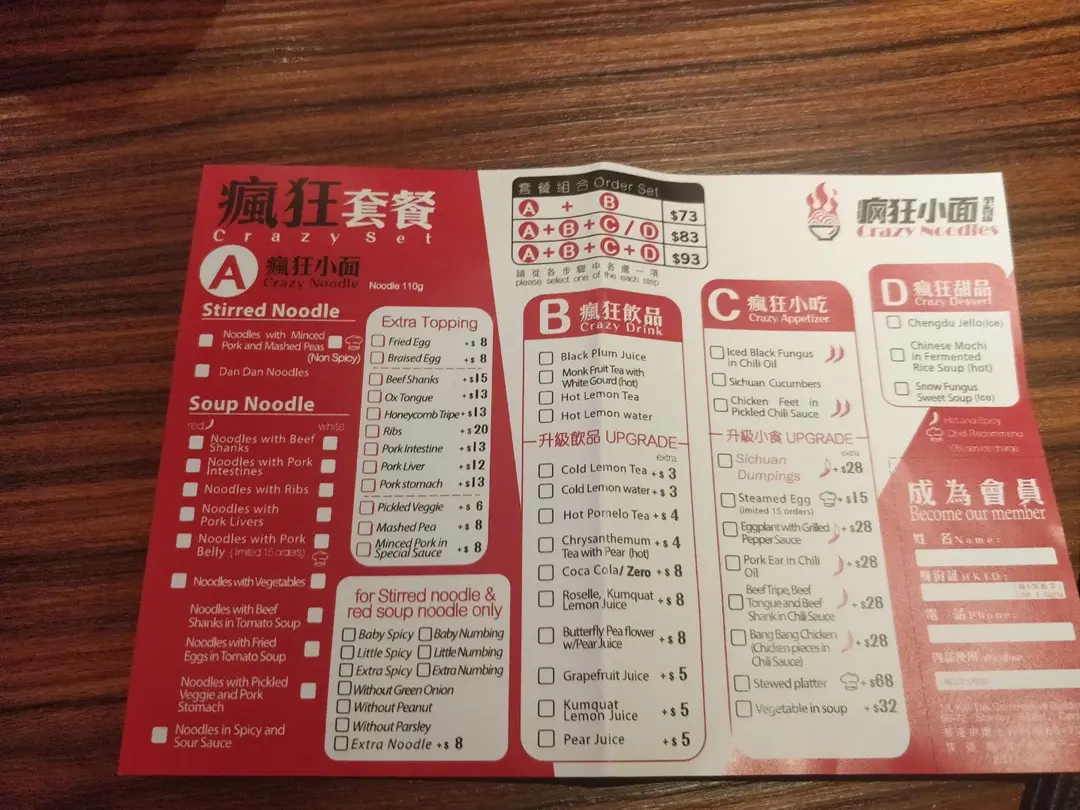 瘋狂套餐
Crazy Set
A 瘋狂小面
Crazy Noodle
Noodle 110g
Stirred Noodle
Noodles with Minced
Pork and Mashed Peas
(Non Spicy)
Dan Dan Noodles
Soup Noodle
red
white
Noodles with Beef
Shanks
Noodles with Pork
Intestines
Noodles with Ribs
Noodles with
Pork Livers
Noodles with Pork
Belly (limted 15 orders)
Noodles with Vegetables
Noodles with Beef
Shanks in Tomato Soup
Noodles with Fried
Eggs in Tomato Soup
Noodles with Pickled
Veggie and Pork
Stomach
Noodles in Spicy and
Sour Sauce
Extra Topping
Fried Egg +$ 8
Braised Egg +$ 8
Beef Shanks +$15
Ox Tongue +$13
Honeycomb Tripe +$13
Ribs +$20
Pork Intestine +$13
Pork Liver +$12
Pork stomach +$13
Pickled Veggie +$ 6
Mashed Pea +$ 8
Minced Pork in
Special Sauce +$ 8
for Stirred noodle &
red soup noodle only
Baby Spicy Baby Numbing
Little Spicy Little Numbing
Extra Spicy Extra Numbing
Without Green Onion
Without Peanut
Without Parsley
Extra Noodle +$ 8
套餐組合 Order Set
A + B $73
A+B+C/D $83
A+B+C+D $93
請從各步驟中各選一項
please select one of the each step
B 瘋狂飲品
Crazy Drink
Black Plum Juice
Monk Fruit Tea with
White Gourd (hot)
Hot Lemon Tea
Hot Lemon water
升級飲品 UPGRADE
extra
Cold Lemon Tea +$ 3
Cold Lemon water +$ 3
Hot Pomelo Tea +$ 4
Chrysanthemum
Tea with Pear (hot) +$ 4
Coca Cola/ Zero +$ 8
Roselle, Kumquat
Lemon Juice +$ 8
Butterfly Pea flower
w/Pear Juice +$ 8
Grapefruit Juice +$ 5
Kumquat
Lemon Juice +$ 5
Pear Juice +$ 5
C 瘋狂小吃
Crazy Appetizer
Iced Black Fungus
in Chili Oil
Sichuan Cucumbers
Chicken Feet in
Pickled Chili Sauce
升級小食 UPGRADE
extra
Sichuan
Dumpings +$28
Steamed Egg +$15
(limited 15 orders)
Eggplant with Grilled
Pepper Sauce +$28
Pork Ear in Chili
Oil +$28
Beef Tripe, Beef
Tongue and Beef
Shank in Chili Sauce +$28
Bang Bang Chicken
(Chicken pieces in
Chili Sauce) +$28
Stewed platter +$68
Vegetable in soup +$32
瘋狂小面
Crazy Noodles
D 瘋狂甜品
Crazy Dessert
Chengdu Jello(Ice)
Chinese Mochi
in Fermented
Rice Soup (hot)
Snow Fungus
Sweet Soup (Ice)
Hot and Spicy
Chef Recommend
10% service charge
成為會員
Become our member
姓 名 Name:
身份証 HKID:
電 話 Phone: